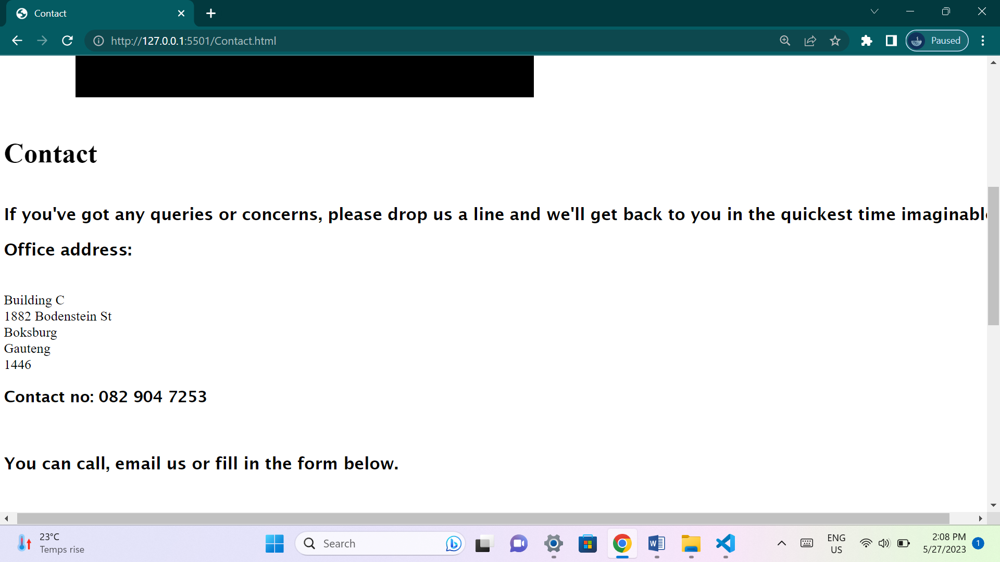 Contact
http://127.0.0.1:5501/Contact.html
Paused
Contact
If you've got any queries or concerns, please drop us a line and we'll get back to you in the quickest time imaginabl
Office address:
Building C
1882 Bodenstein St
Boksburg
Gauteng
1446
Contact no: 082 904 7253
You can call, email us or fill in the form below.
23°C
Temps rise
Search
ENG
US
2:08 PM
5/27/2023
1